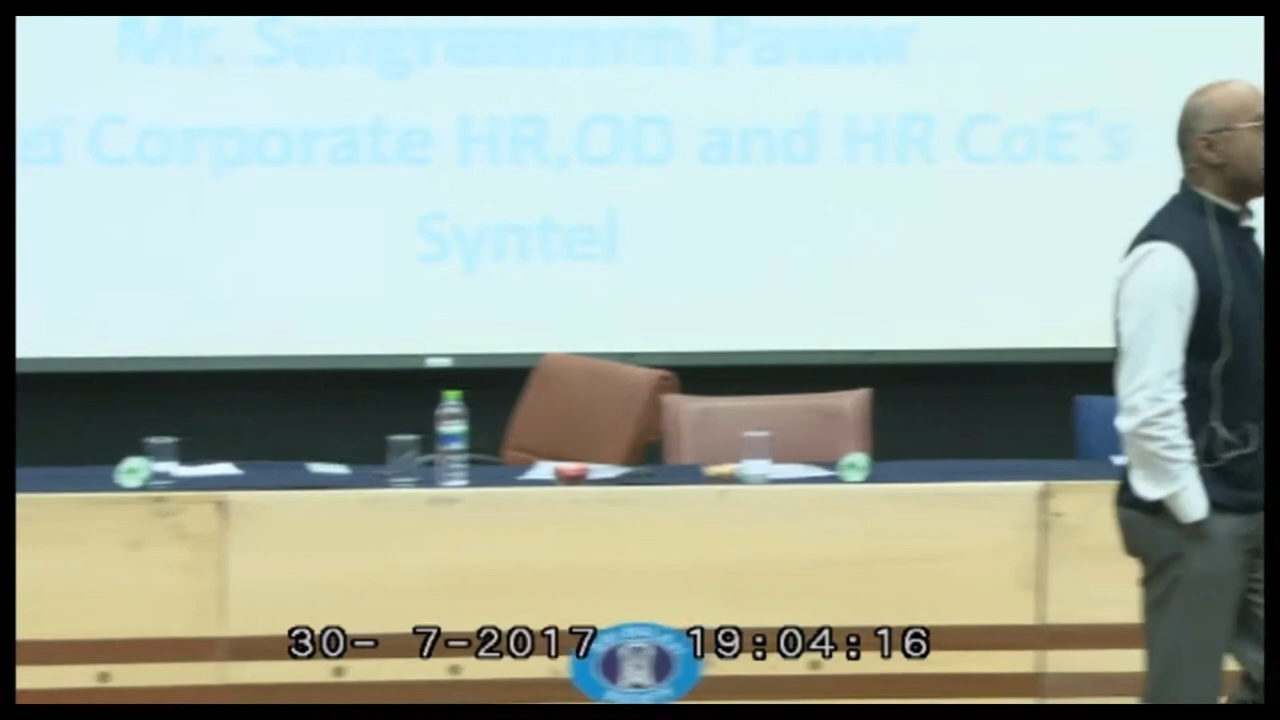 Mr. Sangramsinh Pawar
Corporate HR,OD and HR CoE's
Syntel
30- 7-2017 19:04:16